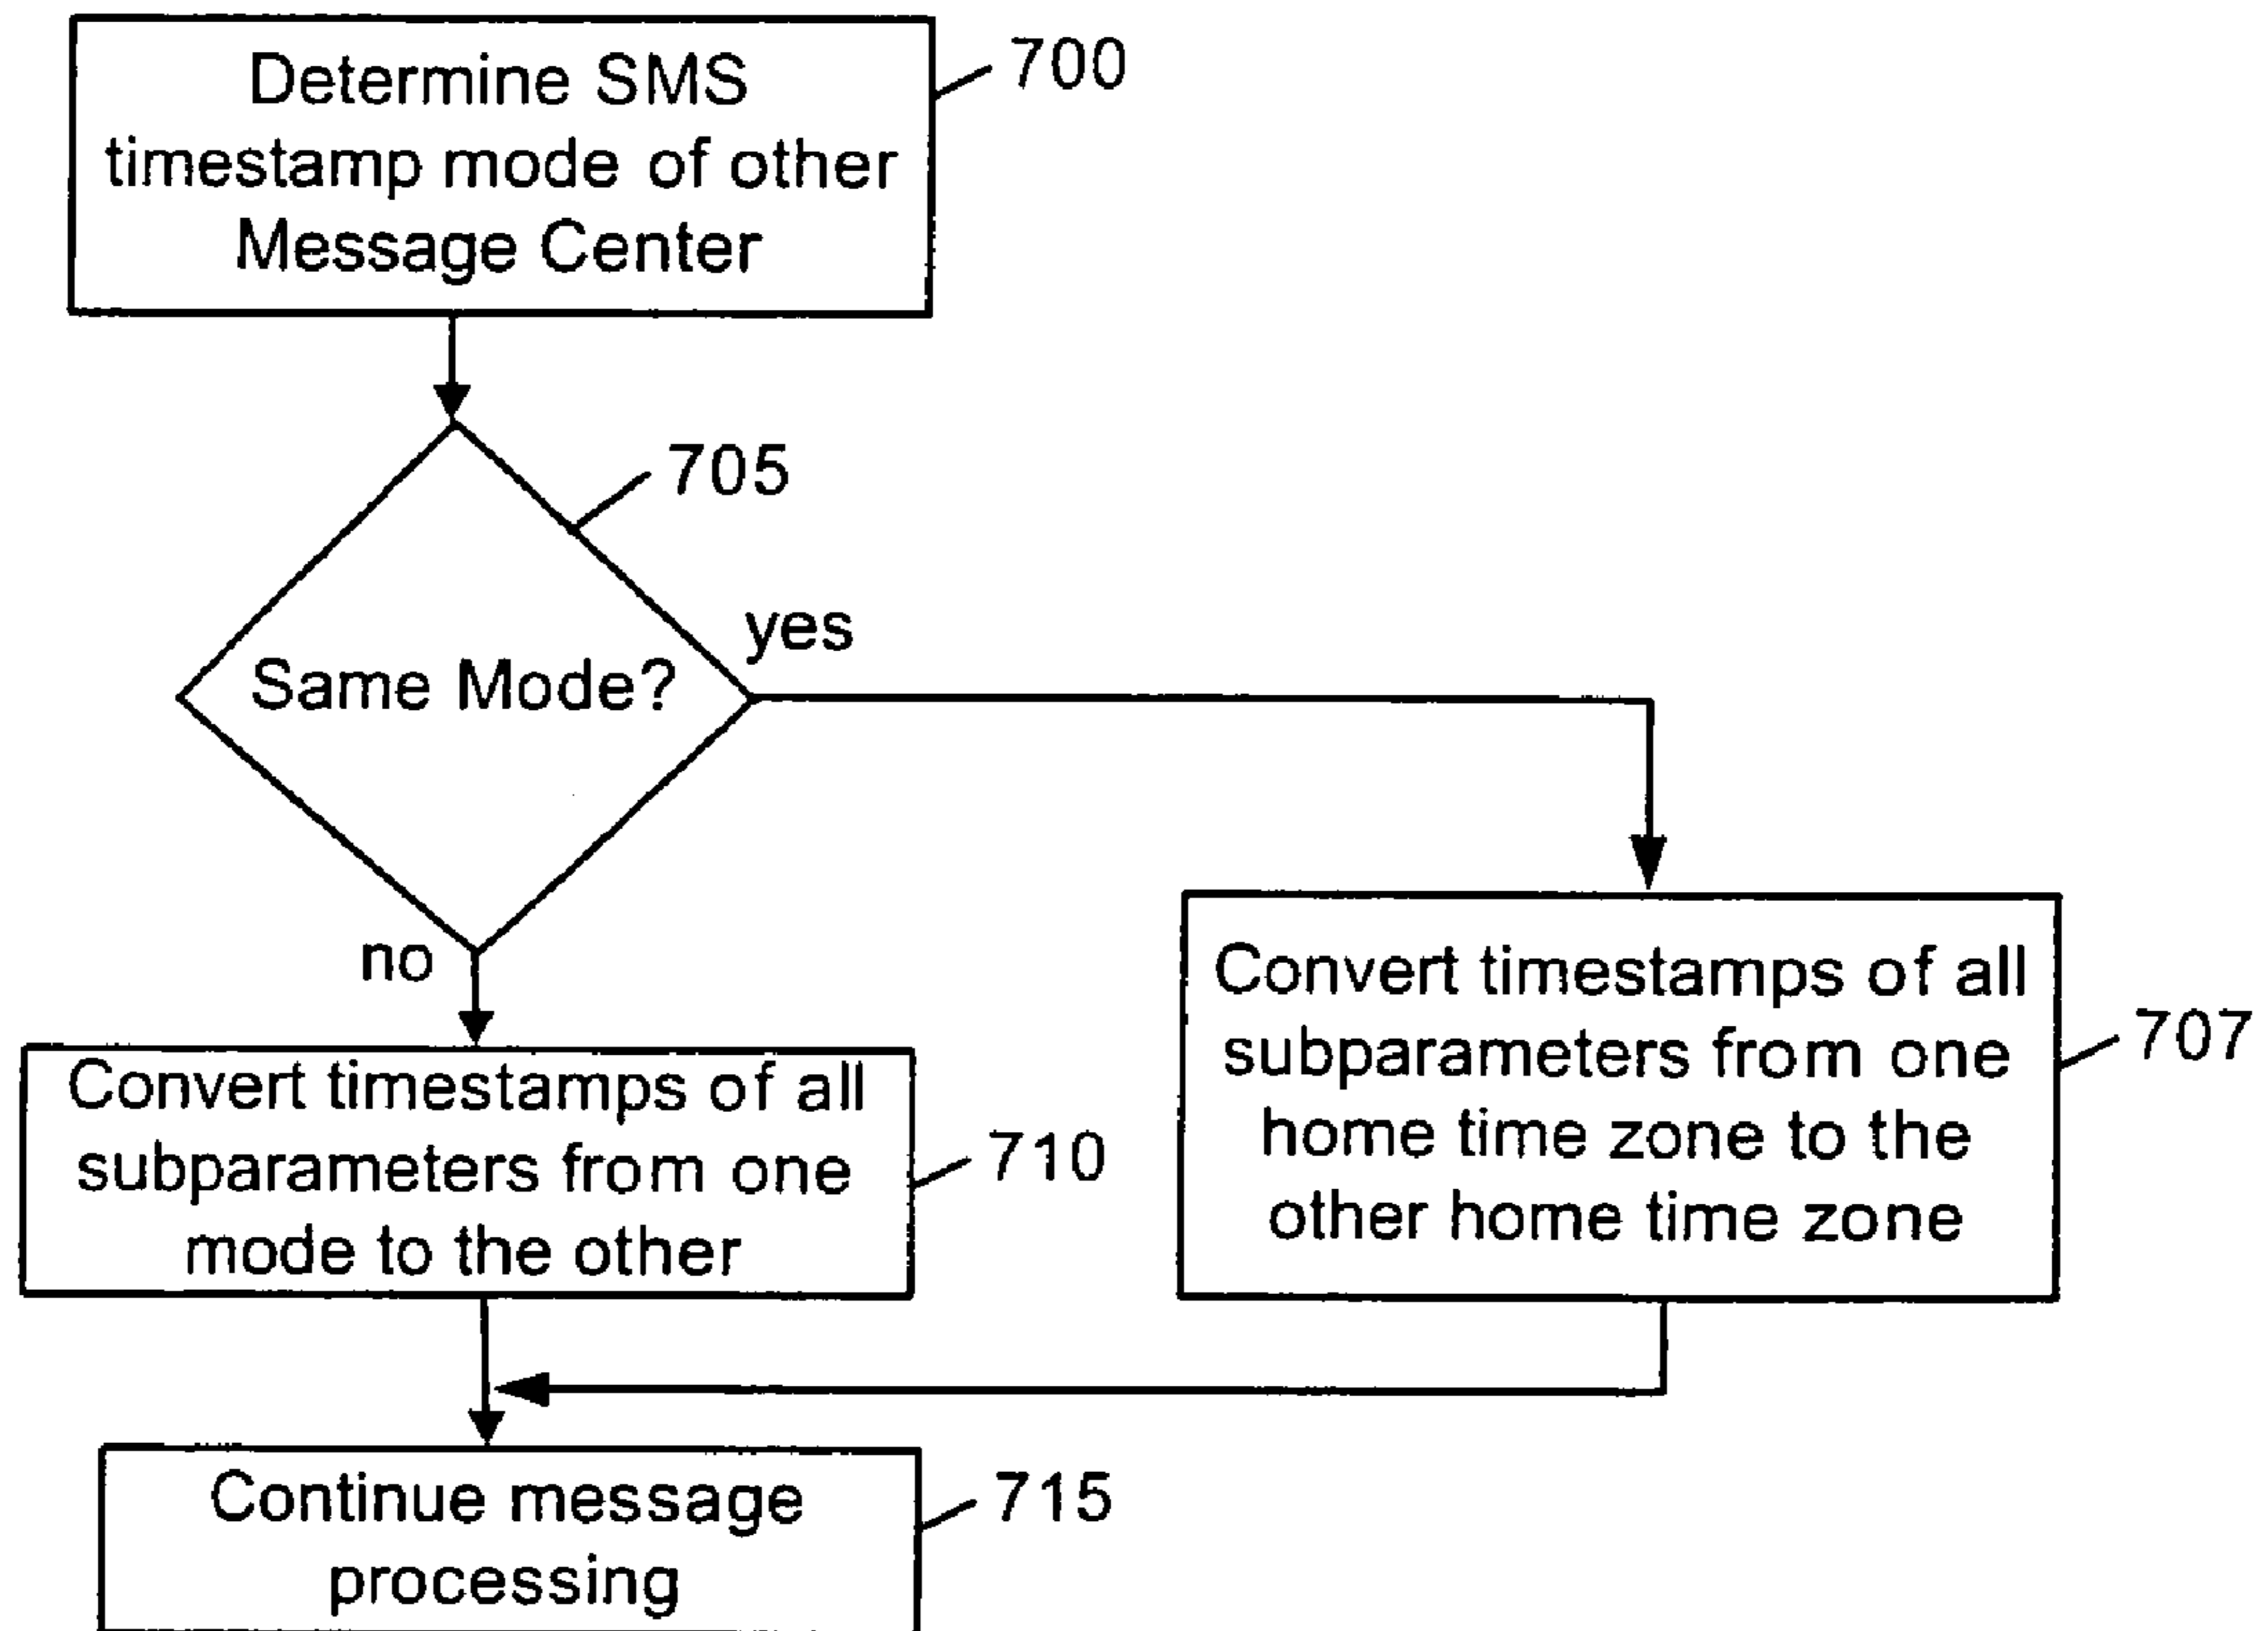 Determine SMS
timestamp mode of other
Message Center
700
705
yes
Same Mode?
no
Convert timestamps of all
subparameters from one
home time zone to the
other home time zone
707
Convert timestamps of all
subparameters from one
mode to the other
710
Continue message
processing
715